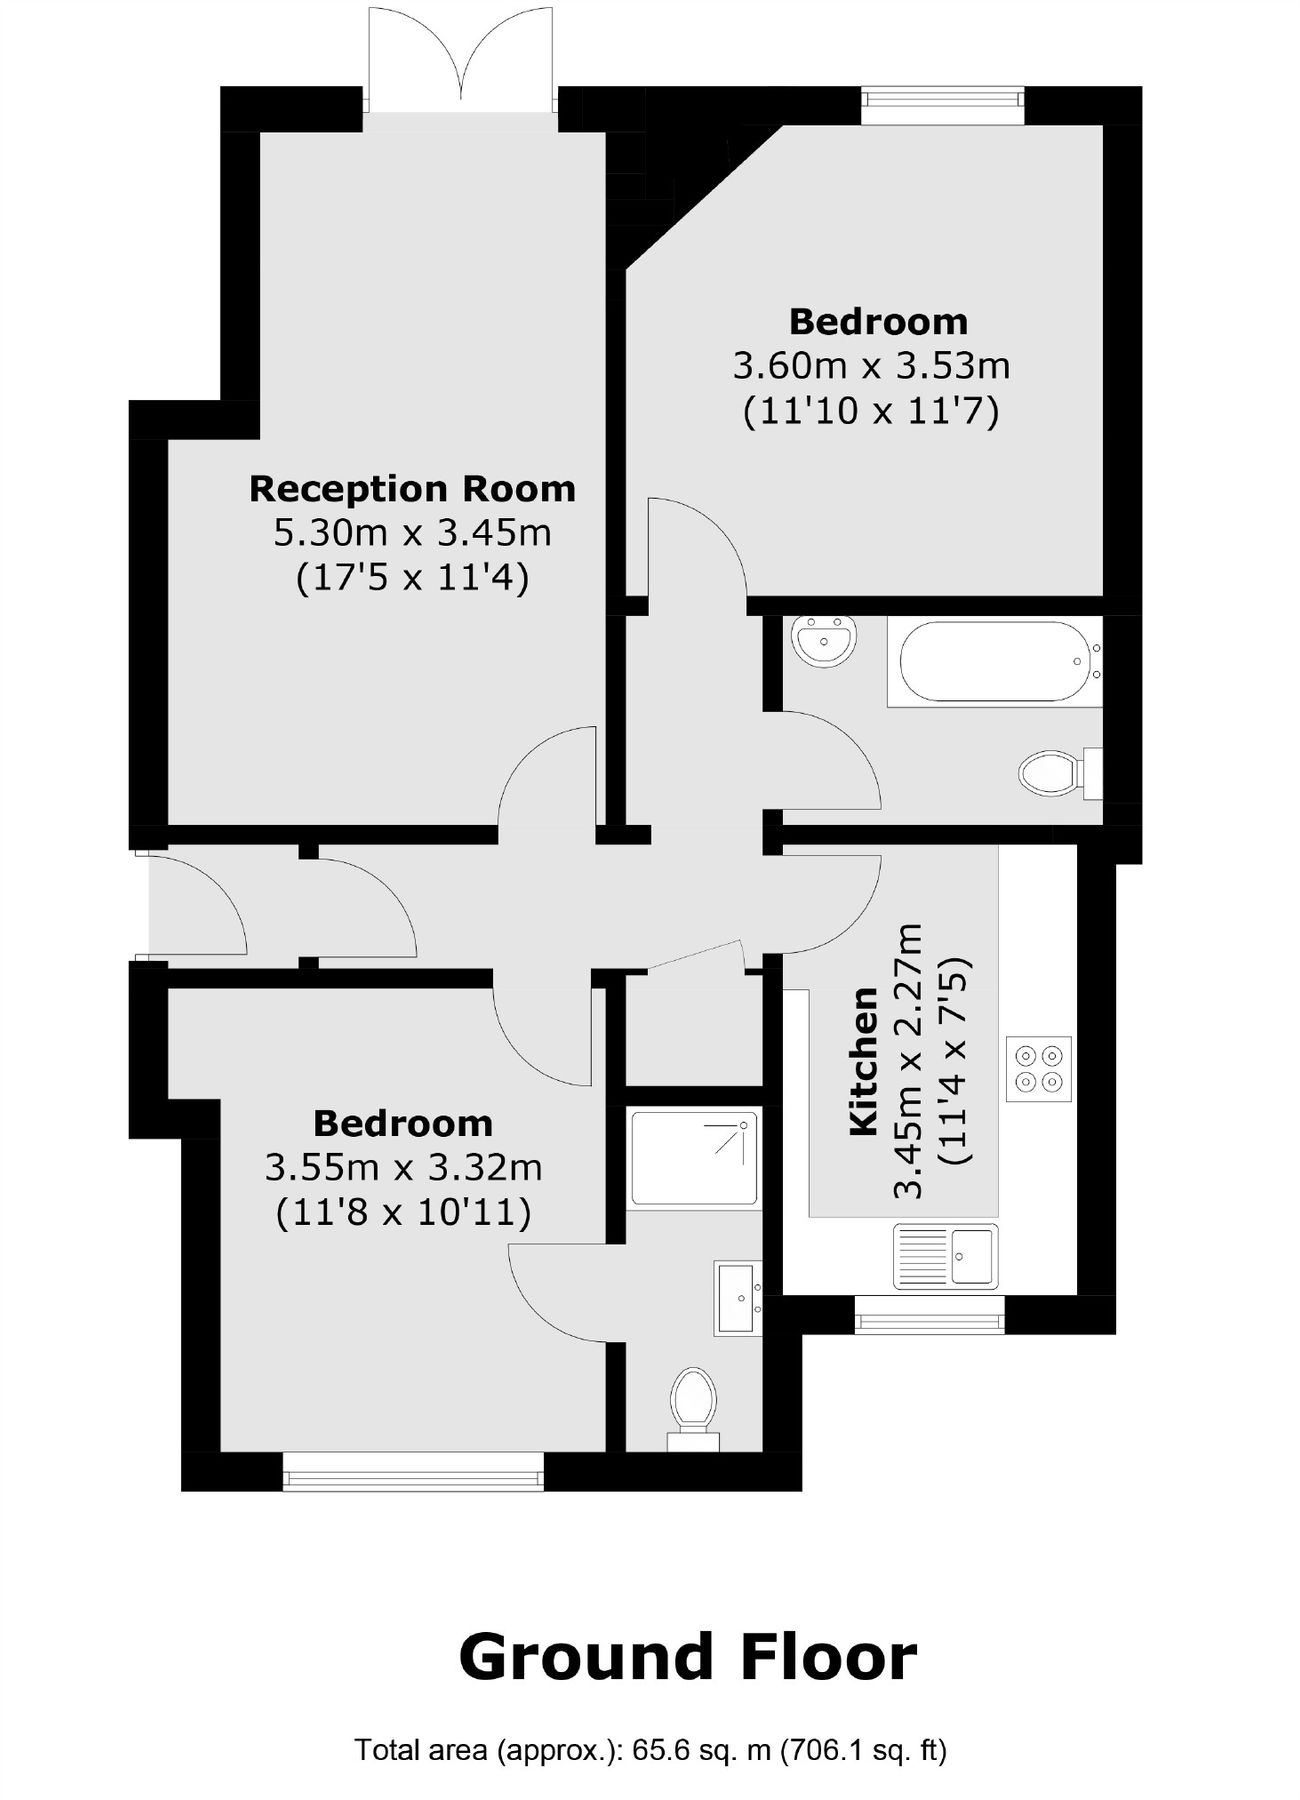 Bedroom
3.60m x 3.53m
(11'10 x 11'7)
Reception Room
5.30m x 3.45m
(17'5 x 11'4)
Kitchen
3.45m x 2.27m
(11'4 x 7'5)
Bedroom
3.55m x 3.32m
(11'8 x 10'11)
Ground Floor
Total area (approx.): 65.6 sq. m (706.1 sq. ft)